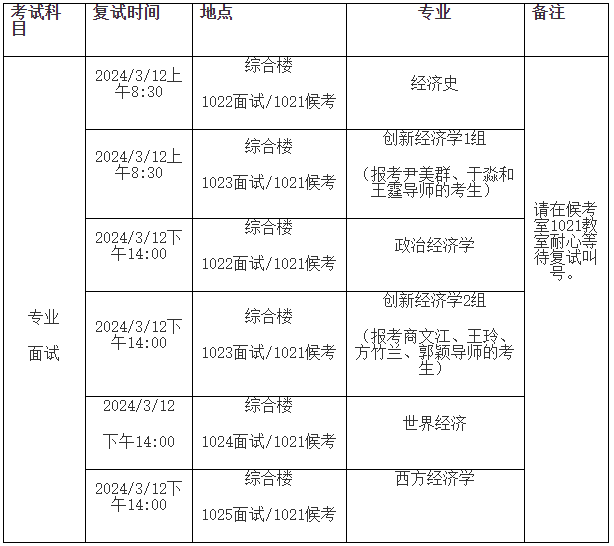 考试科
目
复试时间
地点
专业
备注
专业
面试
2024/3/12上
午8:30
综合楼
1022面试/1021候考
经济史
2024/3/12上
午8:30
综合楼
1023面试/1021候考
创新经济学1组
（报考尹美群、于淼和
王霆导师的考生）
2024/3/12下
午14:00
综合楼
1022面试/1021候考
政治经济学
2024/3/12下
午14:00
综合楼
1023面试/1021候考
创新经济学2组
（报考商文江、王玲、
方竹兰、郭颖导师的考
生）
2024/3/12
下午14:00
综合楼
1024面试/1021候考
世界经济
2024/3/12下
午14:00
综合楼
1025面试/1021候考
西方经济学
请在候考
室1021教
室耐心等
待复试叫
号。